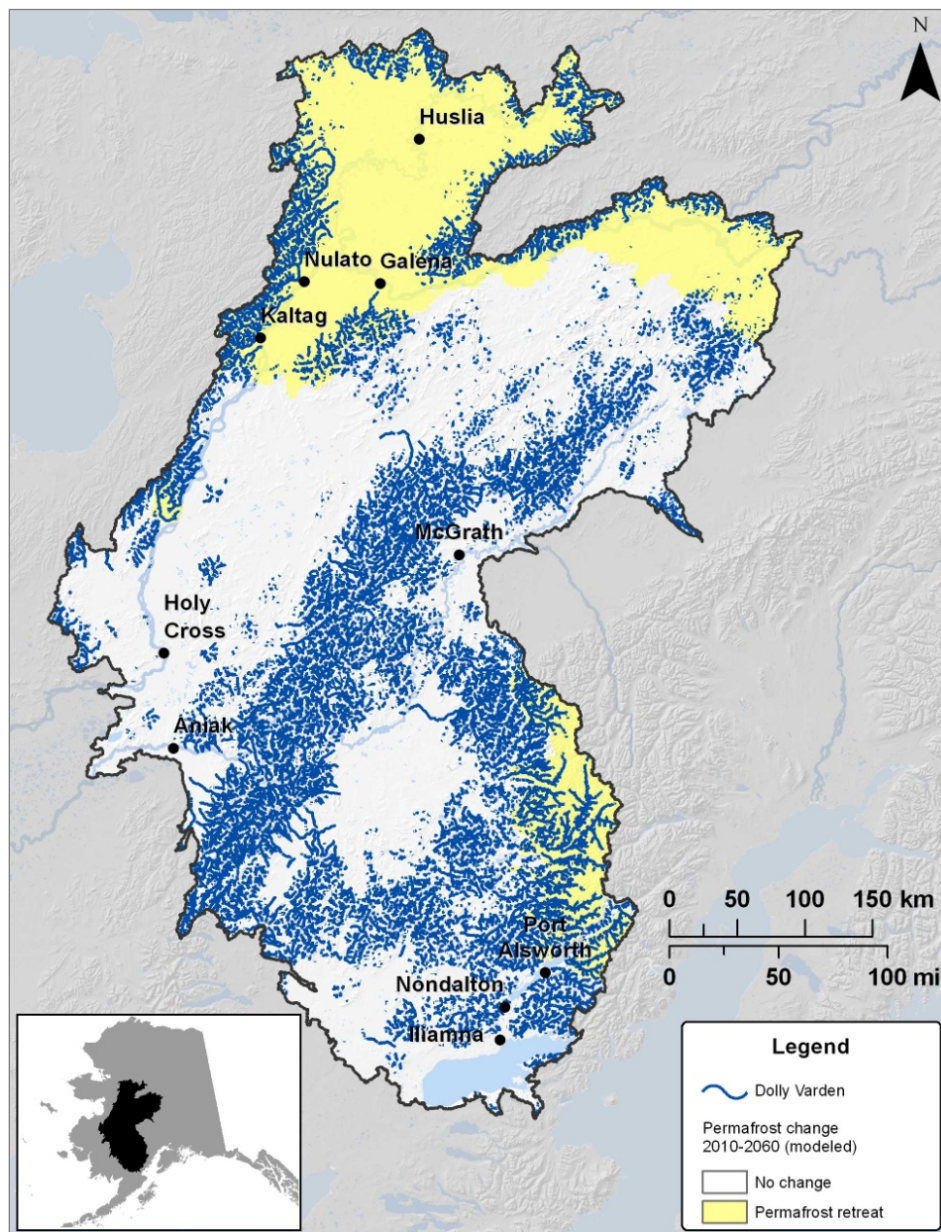 N
Huslia
Nulato
Galena
Kaltag
McGrath
Holy
Cross
Aniak
0 50 100 150 km
0 50 100 mi
Port
Alsworth
Nondalton
Iliamna
Legend
Dolly Varden
Permafrost change
2010-2060 (modeled)
No change
Permafrost retreat